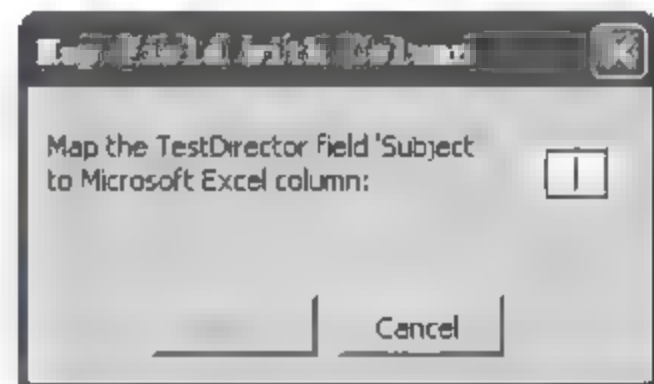 Map the TestDirector field 'Subject
to Microsoft Excel column:
Cancel